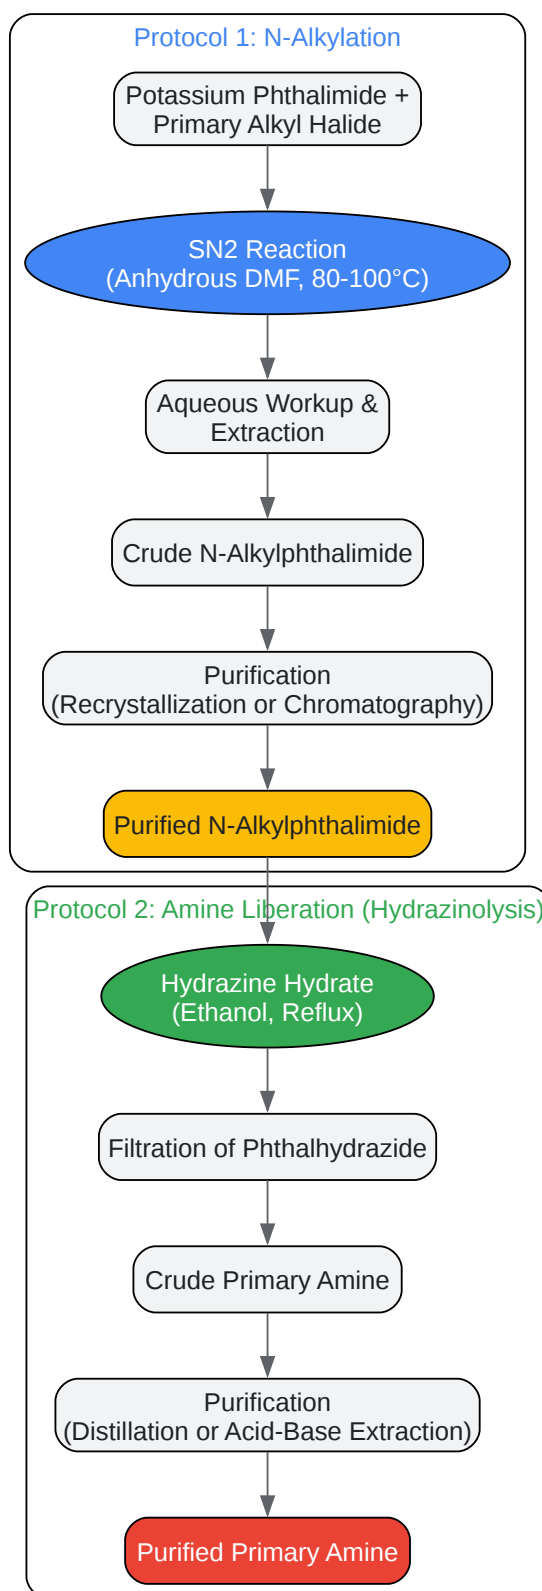 Protocol 1: N-Alkylation
Potassium Phthalimide +
Primary Alkyl Halide
SN2 Reaction
(Anhydrous DMF, 80-100°C)
Aqueous Workup &
Extraction
Crude N-Alkylphthalimide
Purification
(Recrystallization or Chromatography)
Purified N-Alkylphthalimide
Protocol 2: Amine Liberation (Hydrazinolysis)
Hydrazine Hydrate
(Ethanol, Reflux)
Filtration of Phthalhydrazide
Crude Primary Amine
Purification
(Distillation or Acid-Base Extraction)
Purified Primary Amine